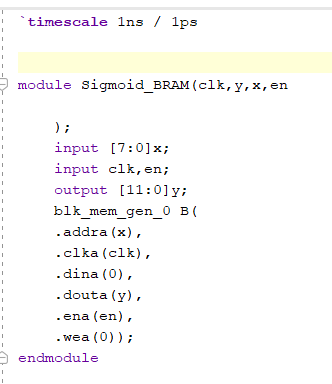 `timescale 1ns / 1ps
module Sigmoid_BRAM(clk,y,x,en
);
input [7:0]x;
input clk,en;
output [11:0]y;
blk_mem_gen_0 B(
.addra(x),
.clka(clk),
.dina(0),
.douta(y),
.ena(en),
.wea(0));
endmodule